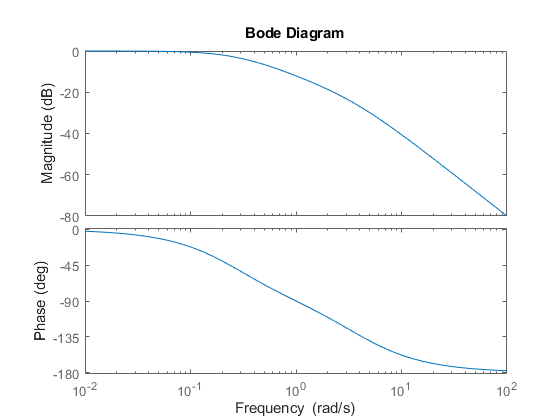 Bode Diagram
Magnitude (dB)
0
-20
-40
-60
-80
Phase (deg)
0
-45
-90
-135
-180
10^-2 10^-1 10^0 10^1 10^2
Frequency (rad/s)